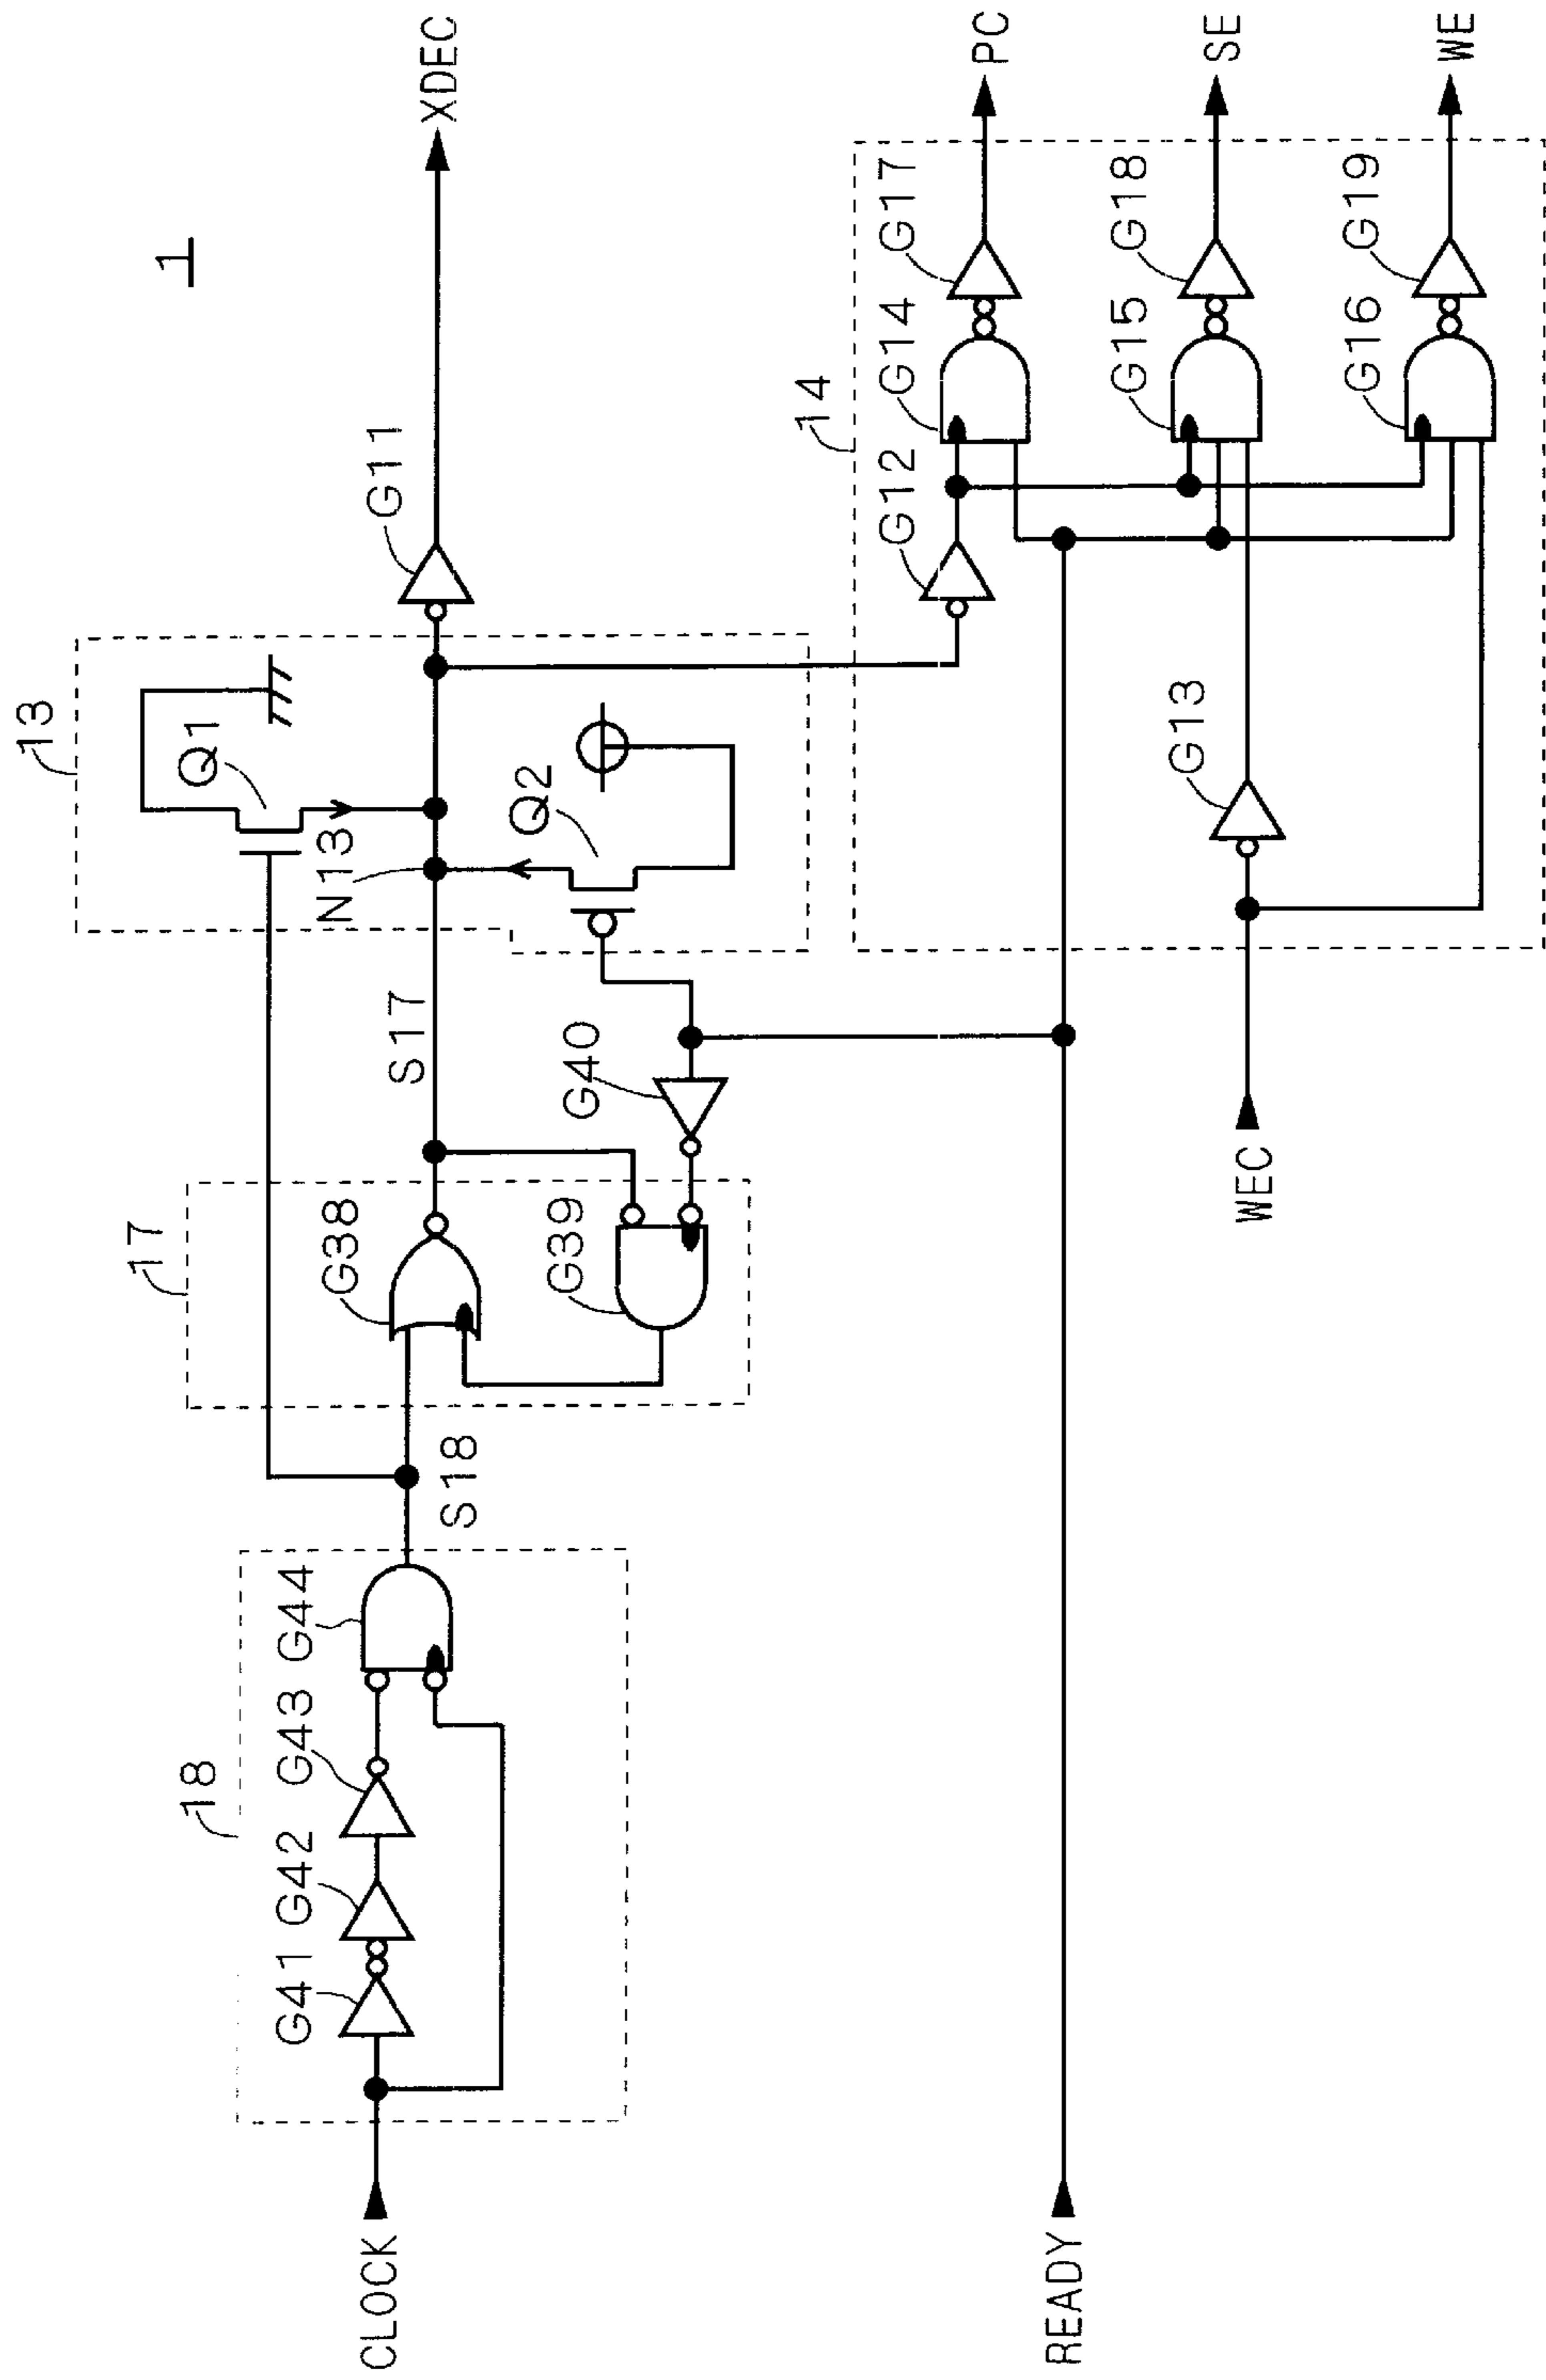 1
13
Q1
N13
Q2
G11
XDEC
17
G38
S17
G39
G40
18
G41
G42
G43
G44
S18
CLOCK
14
G12
G14
G17
PC
G15
G18
SE
G13
G16
G19
WE
WEC
READY